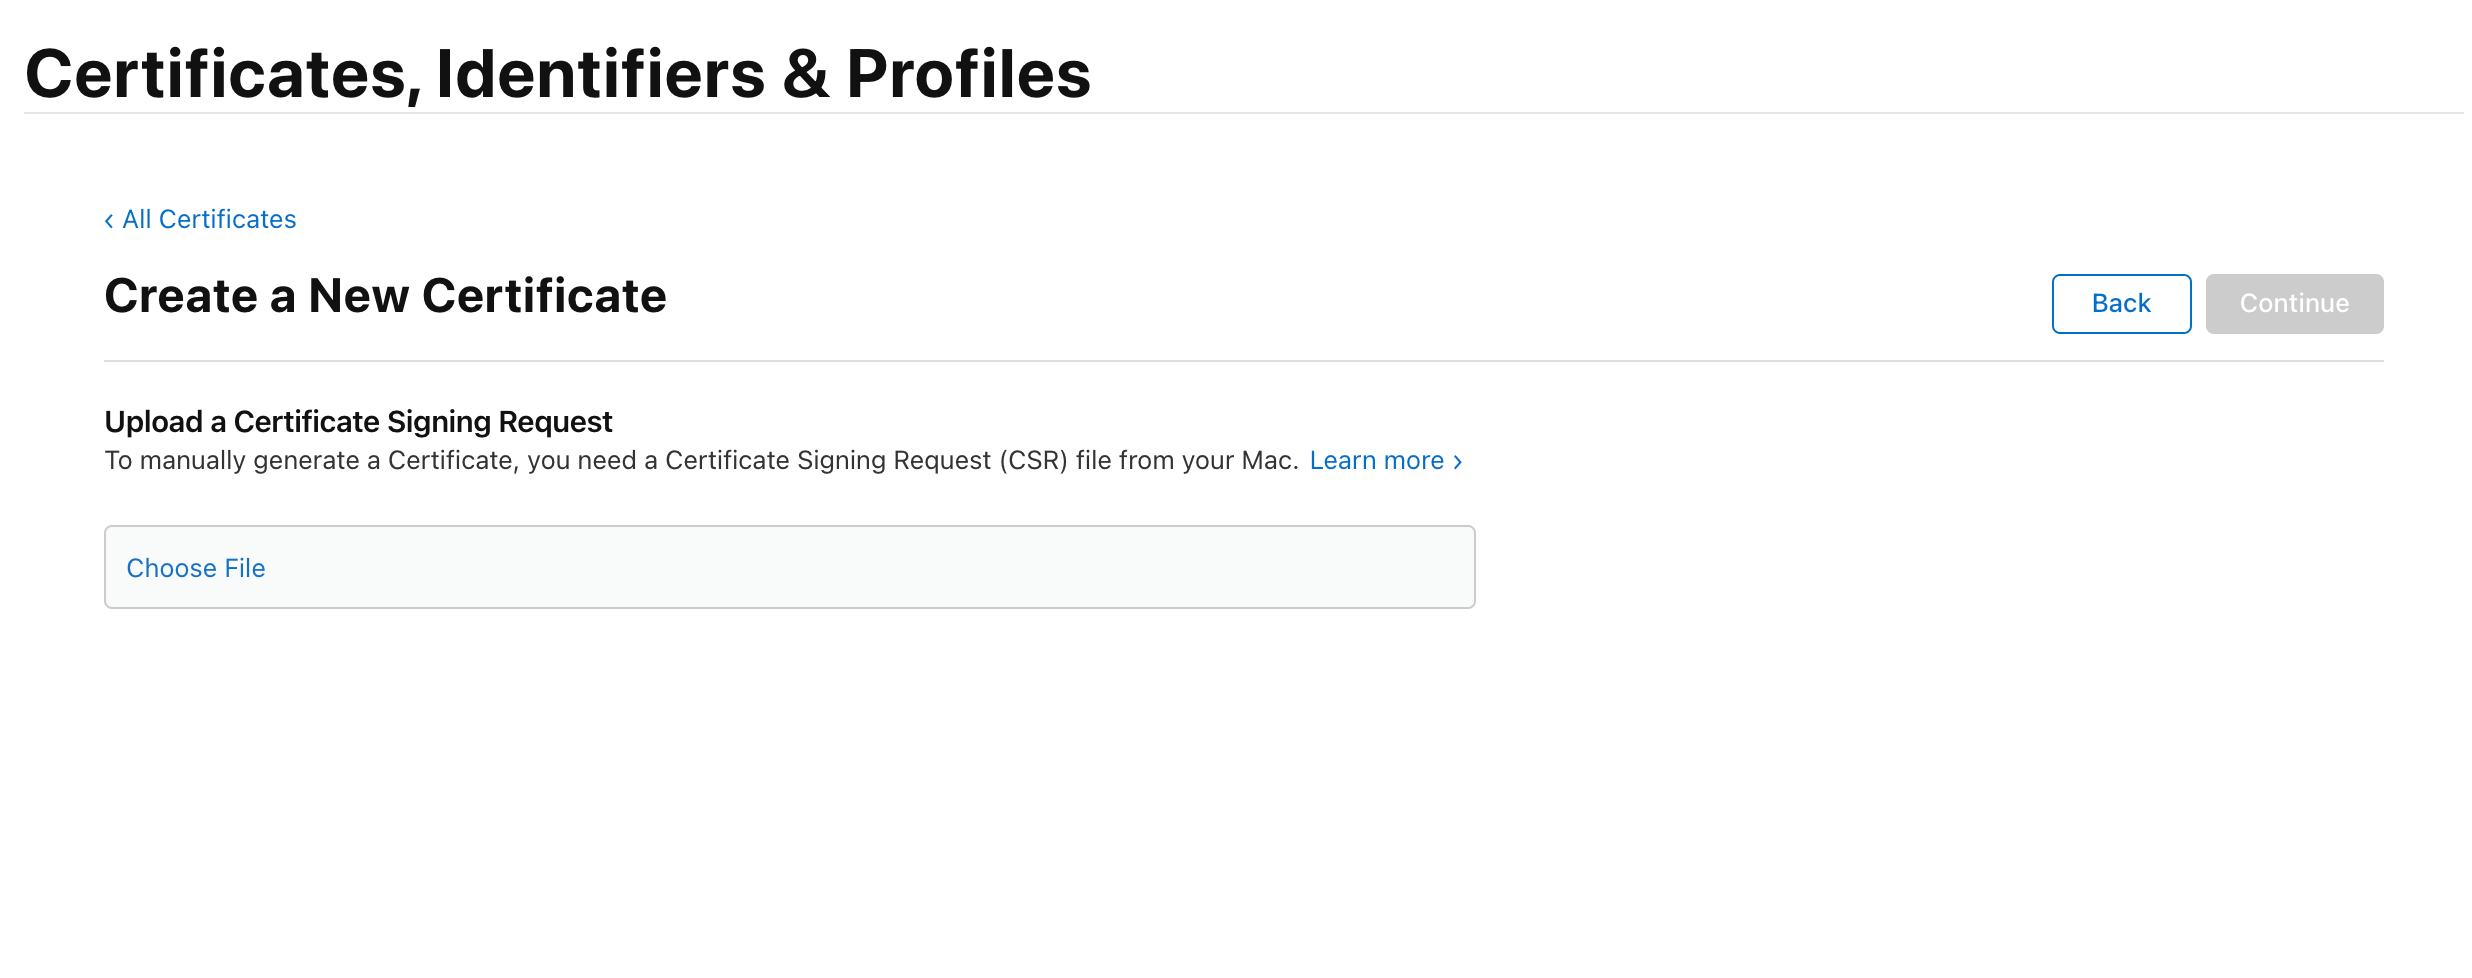 Certificates, Identifiers & Profiles
‹ All Certificates
Create a New Certificate
Back
Continue
Upload a Certificate Signing Request
To manually generate a Certificate, you need a Certificate Signing Request (CSR) file from your Mac. Learn more ›
Choose File